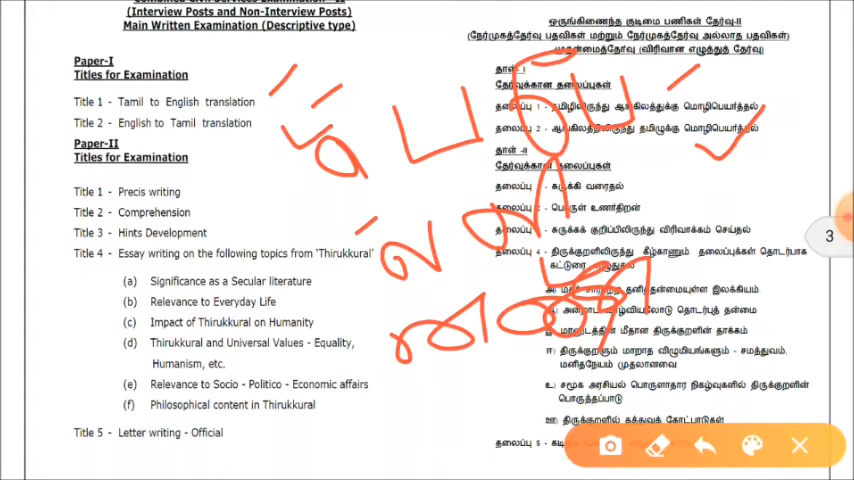 Combined Civil Services Examination - II
(Interview Posts and Non-Interview Posts)
Main Written Examination (Descriptive type)
Paper-I
Titles for Examination
Title 1 - Tamil to English translation
Title 2 - English to Tamil translation
Paper-II
Titles for Examination
Title 1 - Precis writing
Title 2 - Comprehension
Title 3 - Hints Development
Title 4 - Essay writing on the following topics from 'Thirukkural'
(a) Significance as a Secular literature
(b) Relevance to Everyday Life
(c) Impact of Thirukkural on Humanity
(d) Thirukkural and Universal Values - Equality,
Humanism, etc.
(e) Relevance to Socio - Politico - Economic affairs
(f) Philosophical content in Thirukkural
Title 5 - Letter writing - Official
ஒருங்கிணைந்த குடிமை பணிகள் தேர்வு-II
(நேர்முகத்தேர்வு பதவிகள் மற்றும் நேர்முகத்தேர்வு அல்லாத பதவிகள்)
முதன்மைத்தேர்வு (விரிவான எழுத்துத் தேர்வு)
தாள்- I
தேர்வுக்கான தலைப்புகள்
தலைப்பு 1 - தமிழிலிருந்து ஆங்கிலத்துக்கு மொழிபெயர்த்தல்
தலைப்பு 2 - ஆங்கிலத்திலிருந்து தமிழுக்கு மொழிபெயர்த்தல்
தாள் -II
தேர்வுக்கான தலைப்புகள்
தலைப்பு 1 - சுருக்கி வரைதல்
தலைப்பு 2 - பொருள் உணர்திறன்
தலைப்பு 3 - சுருக்கக் குறிப்பிலிருந்து விரிவாக்கம் செய்தல்
தலைப்பு 4 - திருக்குறளிலிருந்து கீழ்காணும் தலைப்புக்கள் தொடர்பாக
கட்டுரை எழுதுதல்
தனித்தன்மையுள்ள இலக்கியம்.
ஆ) அன்றாட வாழ்வியலோடு தொடர்புத் தன்மை
இ) மானுடத்தின் மீதான திருக்குறளின் தாக்கம்
ஈ) திருக்குறளும் மாறாத விழுமியங்களும் - சமத்துவம்,
மனிதநேயம் முதலானவை
உ) சமூக அரசியல் பொருளாதார நிகழ்வுகளில் திருக்குறளின்
பொருத்தப்பாடு
ஊ) திருக்குறளில் தத்துவக் கோட்பாடுகள்
தலைப்பு 5 -
3